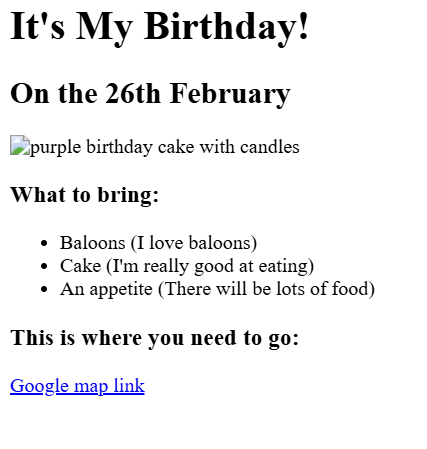 It's My Birthday!
On the 26th February
purple birthday cake with candles
What to bring:
Baloons (I love baloons)
Cake (I'm really good at eating)
An appetite (There will be lots of food)
This is where you need to go:
Google map link